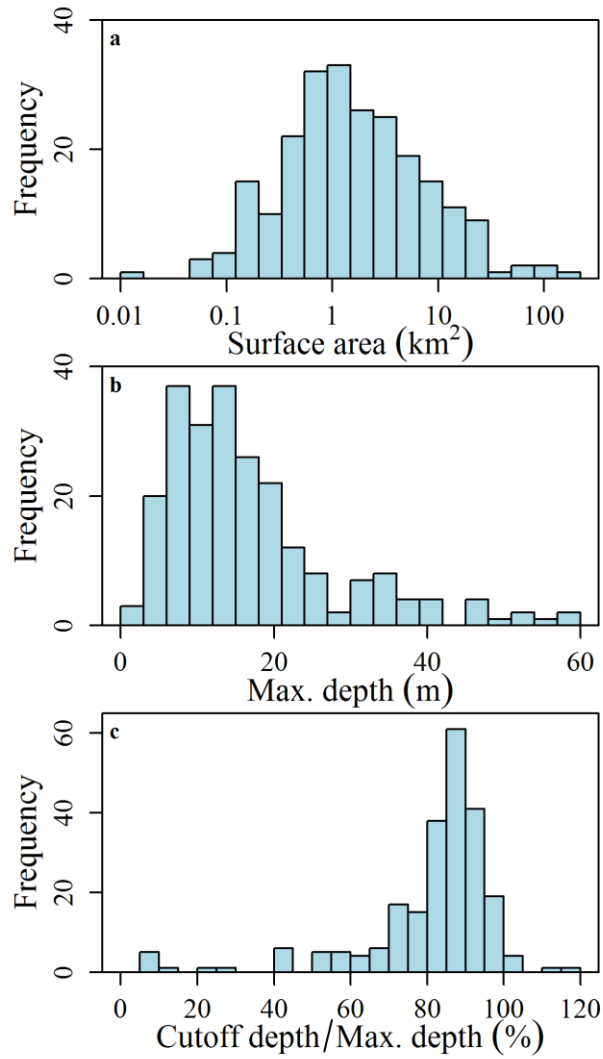 a
40
20
0
Frequency
0.01 0.1 1 10 100
Surface area (km²)
b
40
20
0
Frequency
0 20 40 60
Max. depth (m)
c
60
40
20
0
Frequency
0 20 40 60 80 100 120
Cutoff depth/Max. depth (%)